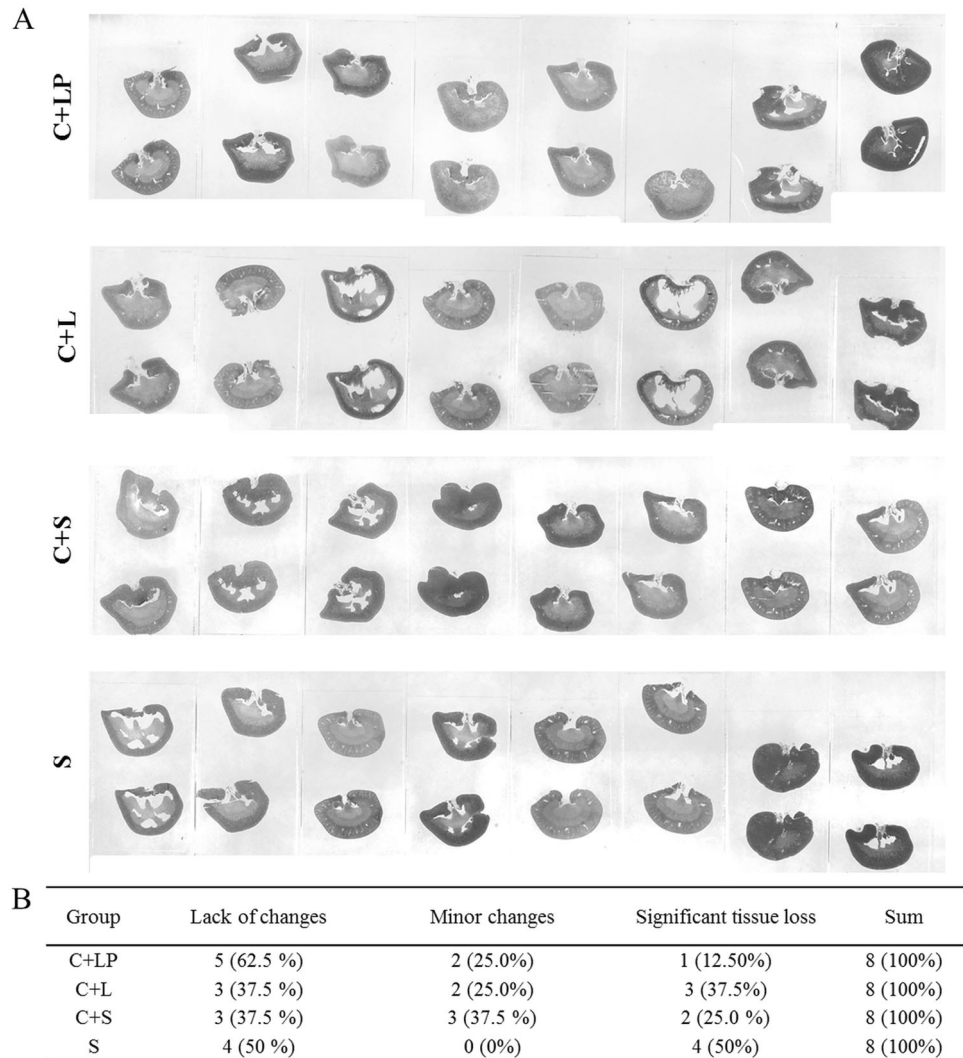 A
C+LP
C+L
C+S
S
B
Group Lack of changes Minor changes Significant tissue loss Sum
C+LP 5 (62.5 %) 2 (25.0%) 1 (12.50%) 8 (100%)
C+L 3 (37.5 %) 2 (25.0%) 3 (37.5%) 8 (100%)
C+S 3 (37.5 %) 3 (37.5 %) 2 (25.0 %) 8 (100%)
S 4 (50 %) 0 (0%) 4 (50%) 8 (100%)